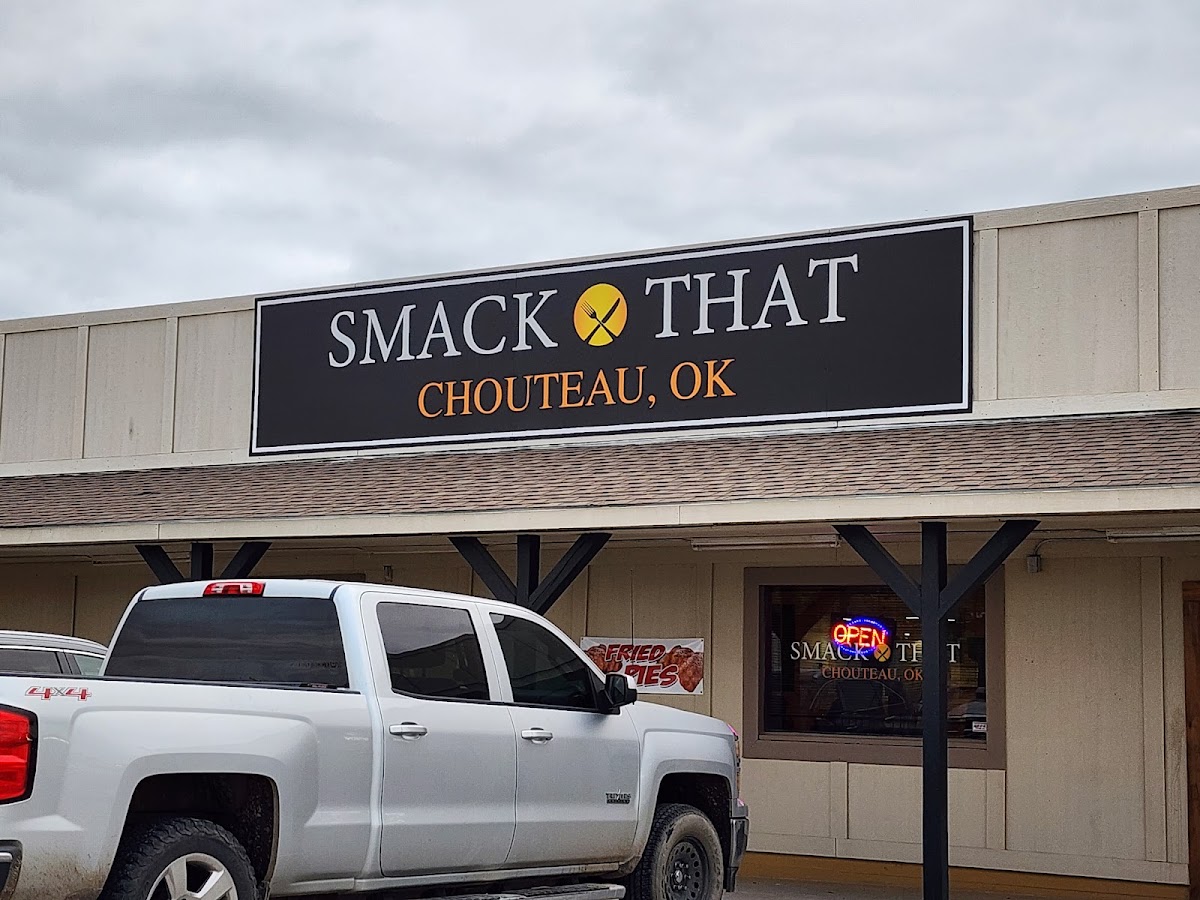 SMACK THAT
CHOUTEAU, OK
OPEN
SMACK THAT
CHOUTEAU, OK
FRIED
PIES
4x4